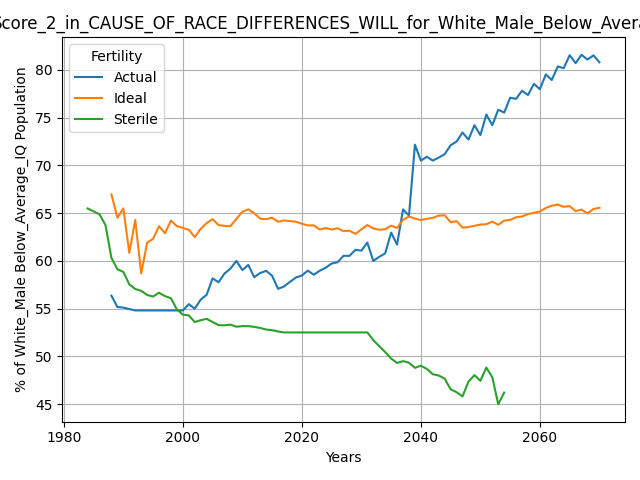 Score_2_in_CAUSE_OF_RACE_DIFFERENCES_WILL_for_White_Male_Below_Avera
% of White_Male Below_Average_IQ Population
Fertility
Actual
Ideal
Sterile
80
75
70
65
60
55
50
45
1980
2000
2020
2040
2060
Years